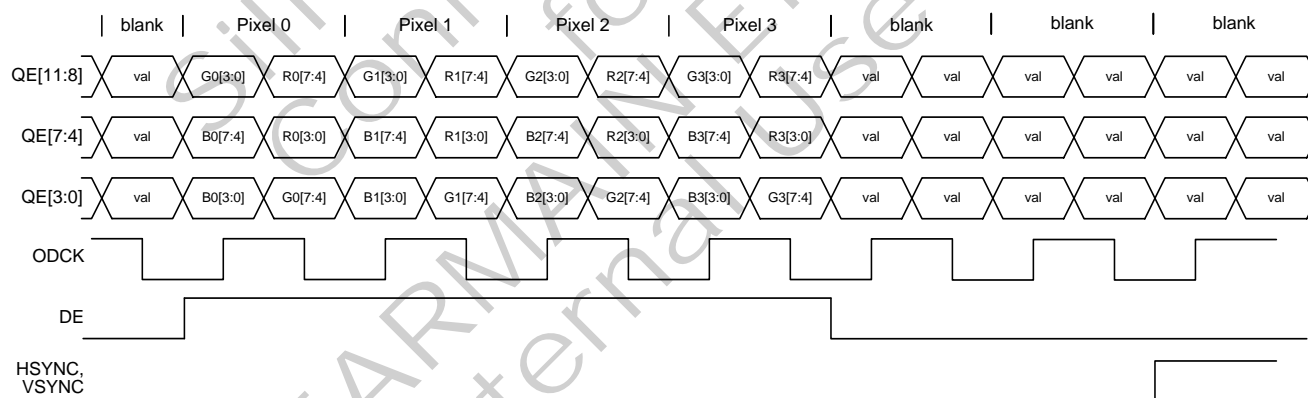 blank Pixel 0 Pixel 1 Pixel 2 Pixel 3 blank blank blank
QE[11:8] val G0[3:0] R0[7:4] G1[3:0] R1[7:4] G2[3:0] R2[7:4] G3[3:0] R3[7:4] val val val val val val
QE[7:4] val B0[7:4] R0[3:0] B1[7:4] R1[3:0] B2[7:4] R2[3:0] B3[7:4] R3[3:0] val val val val val val
QE[3:0] val B0[3:0] G0[7:4] B1[3:0] G1[7:4] B2[3:0] G2[7:4] B3[3:0] G3[7:4] val val val val val val
ODCK
DE
HSYNC,
VSYNC
ternal Use